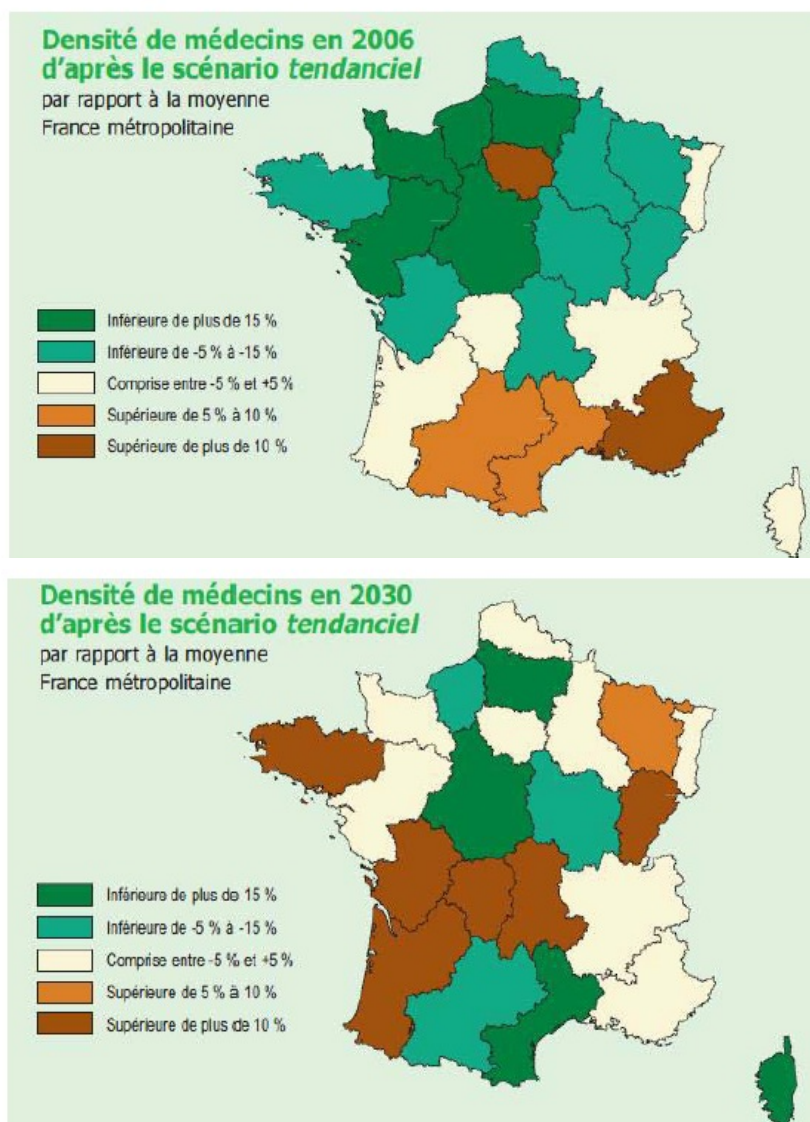 Densité de médecins en 2006
d'après le scénario tendanciel
par rapport à la moyenne
France métropolitaine
Inférieure de plus de 15 %
Inférieure de -5 % à -15 %
Comprise entre -5 % et +5 %
Supérieure de 5 % à 10 %
Supérieure de plus de 10 %
Densité de médecins en 2030
d'après le scénario tendanciel
par rapport à la moyenne
France métropolitaine
Inférieure de plus de 15 %
Inférieure de -5 % à -15 %
Comprise entre -5 % et +5 %
Supérieure de 5 % à 10 %
Supérieure de plus de 10 %